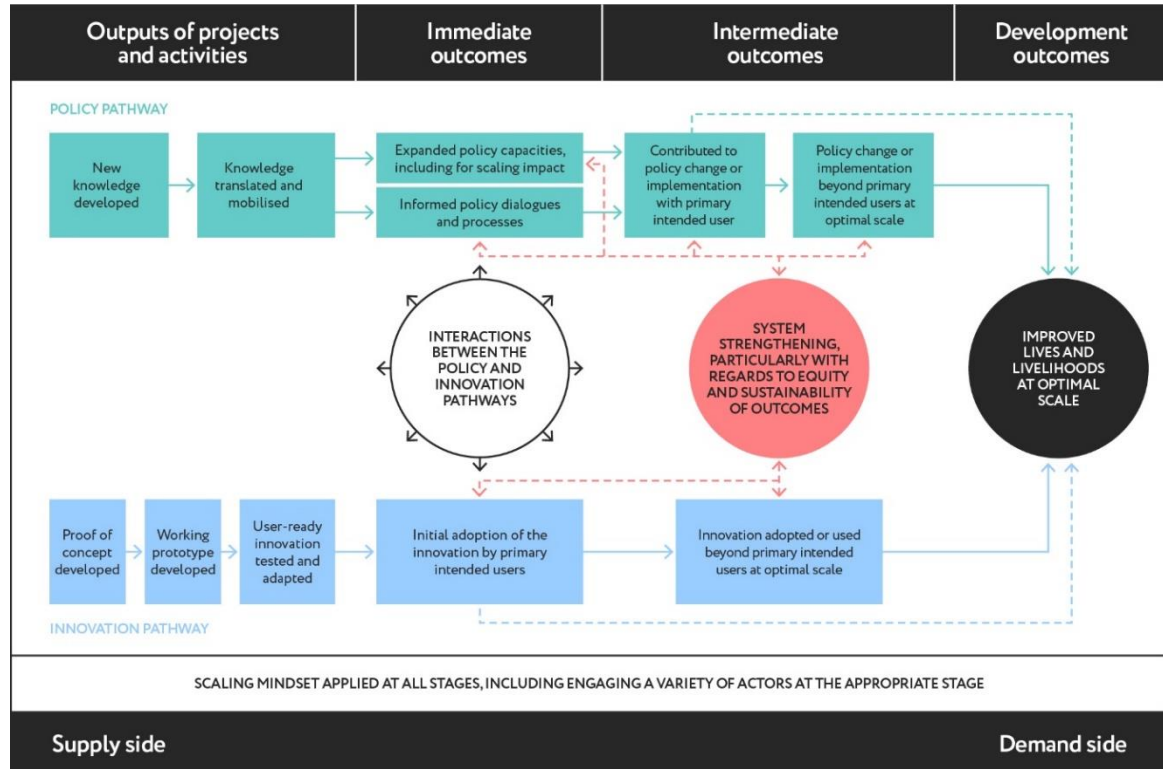 Outputs of projects
and activities
Immediate
outcomes
Intermediate
outcomes
Development
outcomes
POLICY PATHWAY
New
knowledge
developed
Knowledge
translated and
mobilised
Expanded policy capacities,
including for scaling impact
Informed policy dialogues
and processes
Contributed to
policy change or
implementation
with primary
intended user
Policy change or
implementation
beyond primary
intended users at
optimal scale
INTERACTIONS
BETWEEN THE
POLICY AND
INNOVATION
PATHWAYS
SYSTEM
STRENGTHENING,
PARTICULARLY WITH
REGARDS TO EQUITY
AND SUSTAINABILITY
OF OUTCOMES
IMPROVED
LIVES AND
LIVELIHOODS
AT OPTIMAL
SCALE
Proof of
concept
developed
Working
prototype
developed
User-ready
innovation
tested and
adapted
Initial adoption of the
innovation by primary
intended users
Innovation adopted or used
beyond primary intended
users at optimal scale
INNOVATION PATHWAY
SCALING MINDSET APPLIED AT ALL STAGES, INCLUDING ENGAGING A VARIETY OF ACTORS AT THE APPROPRIATE STAGE
Supply side
Demand side